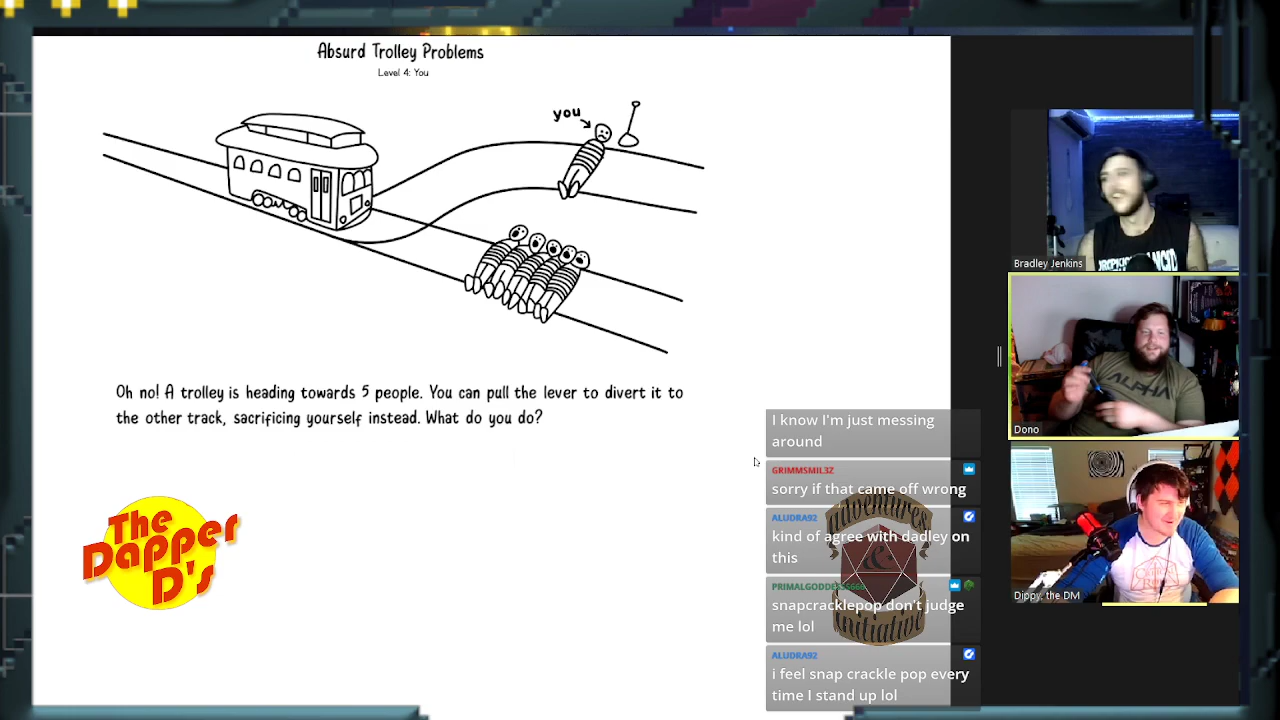 Absurd Trolley Problems
Level 4: You
you
Oh no! A trolley is heading towards 5 people. You can pull the lever to divert it to
the other track, sacrificing yourself instead. What do you do?
The
Dapper
D's
I know I'm just messing
around
GRIMMSMIL3Z
sorry if that came off wrong
ALUDRA92
kind of agree with dadley on
this
snapcracklepop don't judge
me lol
ALUDRA92
i feel snap crackle pop every
time I stand up lol
adventures
&
initiative
Bradley Jenkins
ALPHA
Dono
Dippy, the DM